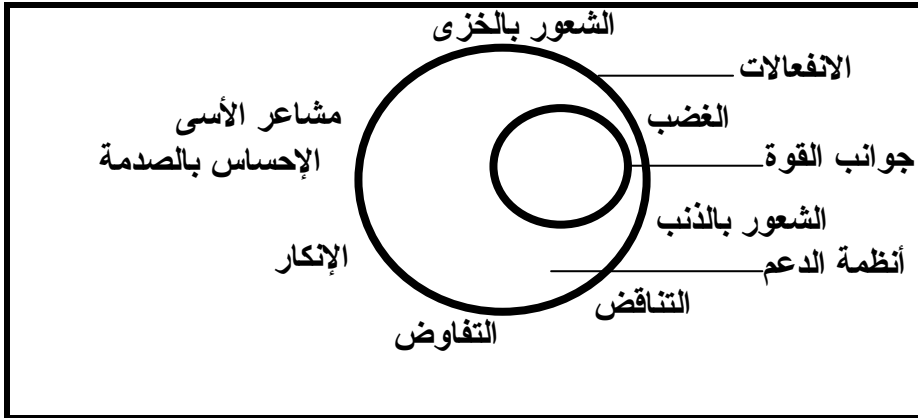 الشعور بالخزى
الانفعالات
الغضب
مشاعر الأسى
الإحساس بالصدمة
جوانب القوة
الشعور بالذنب
أنظمة الدعم
الإنكار
التناقض
التفاوض